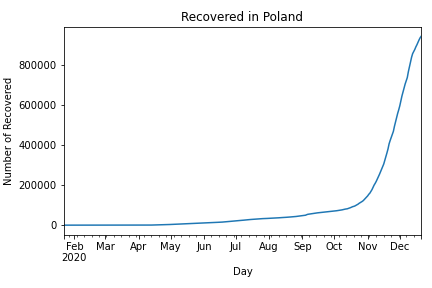 Recovered in Poland
Number of Recovered
800000
600000
400000
200000
0
Feb Mar Apr May Jun Jul Aug Sep Oct Nov Dec
2020
Day